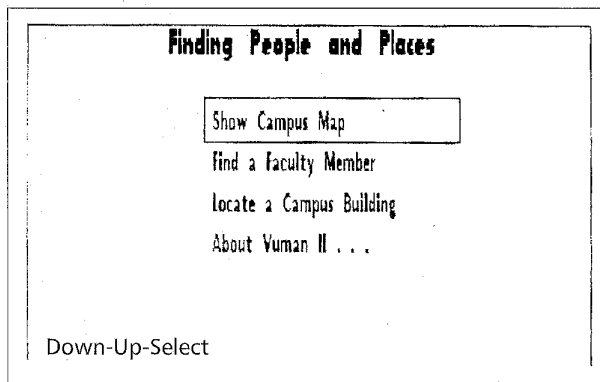 Finding People and Places
Show Campus Map
Find a Faculty Member
Locate a Campus Building
About Vuman II . . .
Down-Up-Select